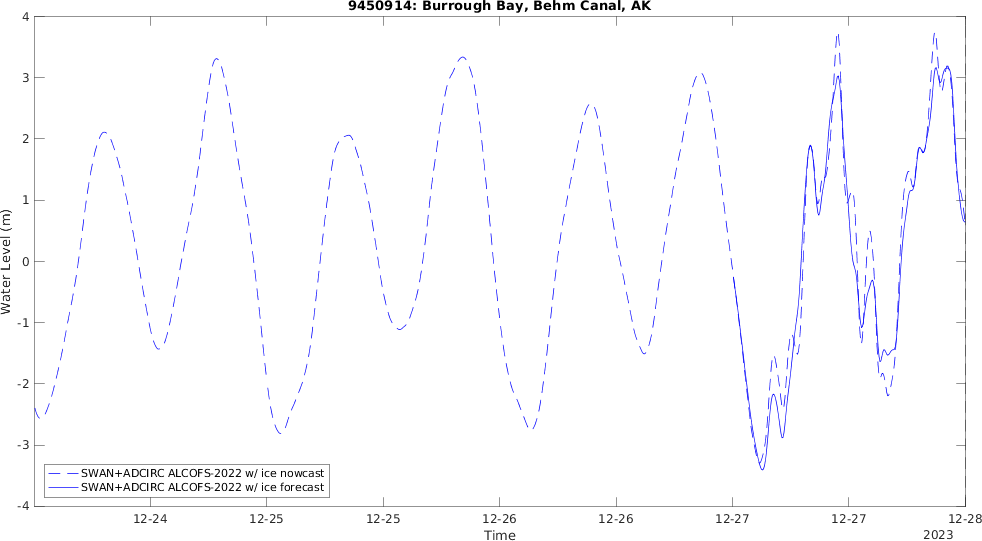 9450914: Burrough Bay, Behm Canal, AK
Water Level (m)
4
3
2
1
0
-1
-2
-3
-4
SWAN+ADCIRC ALCOFS-2022 w/ ice nowcast
SWAN+ADCIRC ALCOFS-2022 w/ ice forecast
12-24 12-25 12-25 12-26 12-26 12-27 12-27 12-28
Time
2023